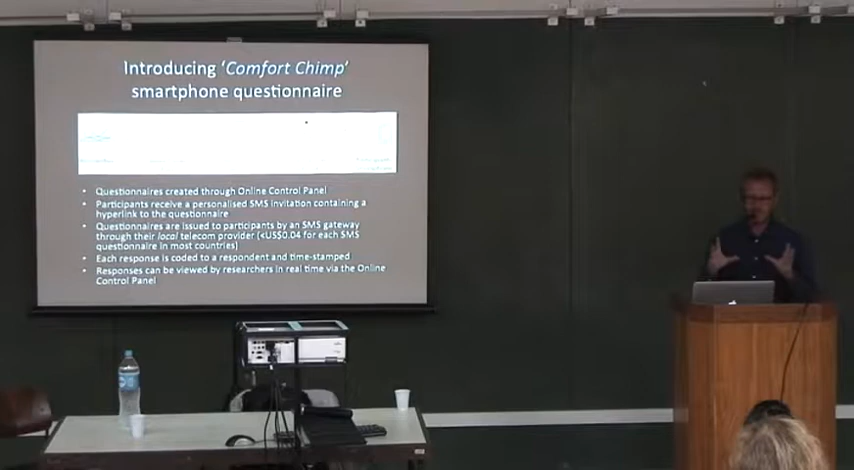 Introducing 'Comfort Chimp'
smartphone questionnaire
• Questionnaires created through Online Control Panel
• Participants receive a personalised SMS invitation containing a
hyperlink to the questionnaire
• Questionnaires are issued to participants by an SMS gateway
through their local telecom provider (<US$0.04 for each SMS
questionnaire in most countries)
• Each response is coded to a respondent and time-stamped
• Responses can be viewed by researchers in real time via the Online
Control Panel